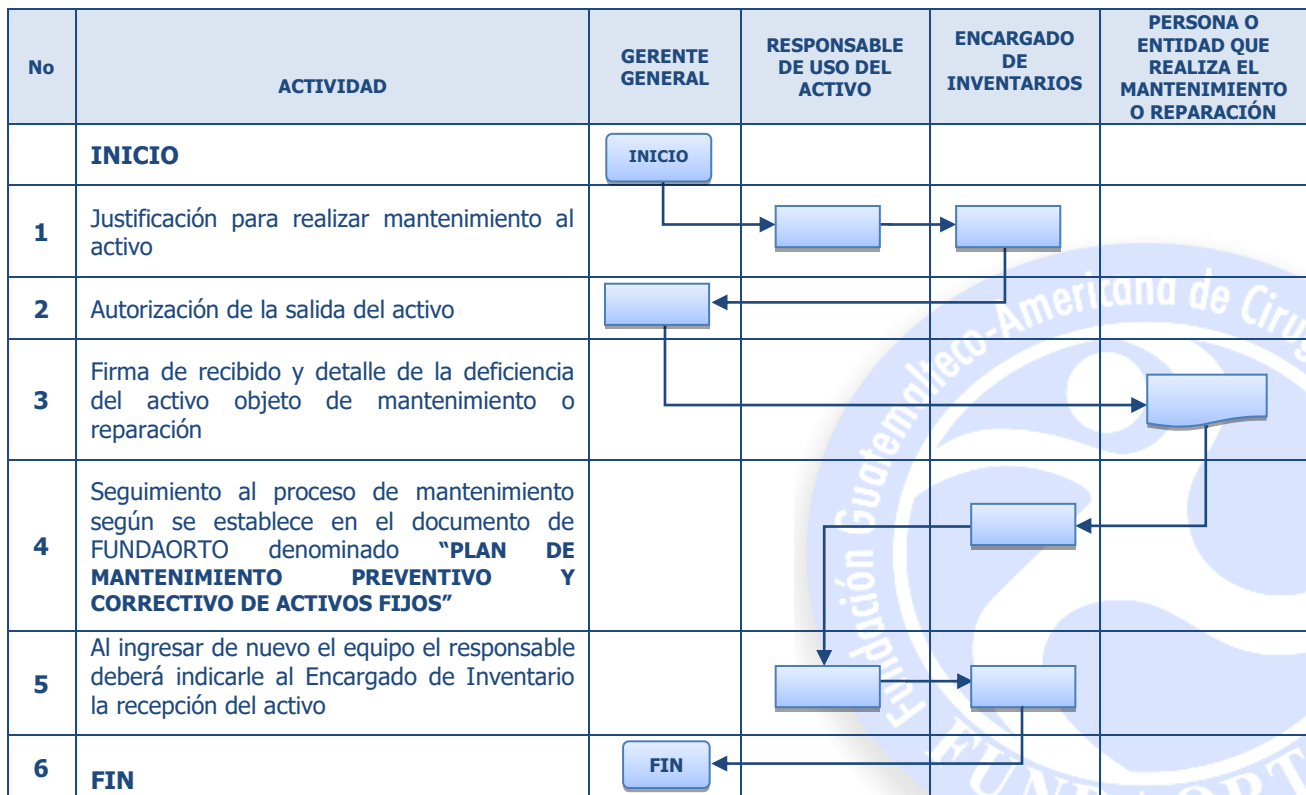 No
ACTIVIDAD
GERENTE
GENERAL
RESPONSABLE
DE USO DEL
ACTIVO
ENCARGADO
DE
INVENTARIOS
PERSONA O
ENTIDAD QUE
REALIZA EL
MANTENIMIENTO
O REPARACIÓN
INICIO
INICIO
1
Justificación para realizar mantenimiento al
activo
2
Autorización de la salida del activo
3
Firma de recibido y detalle de la deficiencia
del activo objeto de mantenimiento o
reparación
4
Seguimiento al proceso de mantenimiento
según se establece en el documento de
FUNDAORTO denominado “PLAN DE
MANTENIMIENTO PREVENTIVO Y
CORRECTIVO DE ACTIVOS FIJOS”
5
Al ingresar de nuevo el equipo el responsable
deberá indicarle al Encargado de Inventario
la recepción del activo
6
FIN
FIN
Fundación Guatemalteco-Americana de